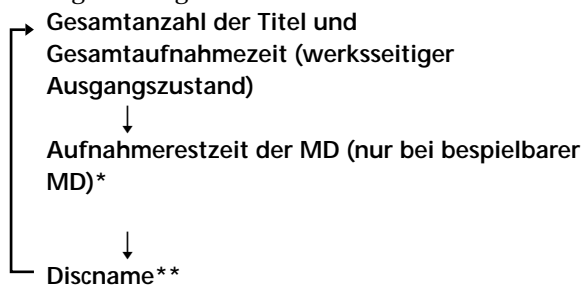 Gesamtanzahl der Titel und
Gesamtaufnahmezeit (werksseitiger
Ausgangszustand)
Aufnahmerestzeit der MD (nur bei bespielbarer
MD)*
Discname**